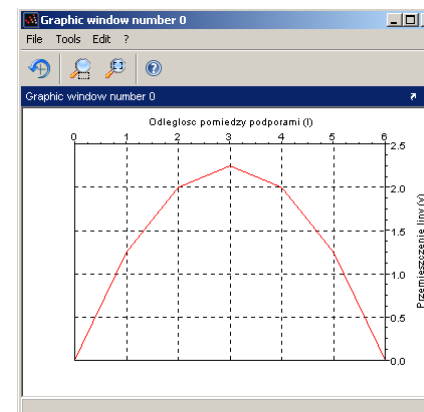 Graphic window number 0
File Tools Edit ?
Graphic window number 0
Odleglosc pomiedzy podporami (l)
0 1 2 3 4 5 6
2.5
2.0
1.5
1.0
0.5
0.0
Przemieszczenie liny (y)